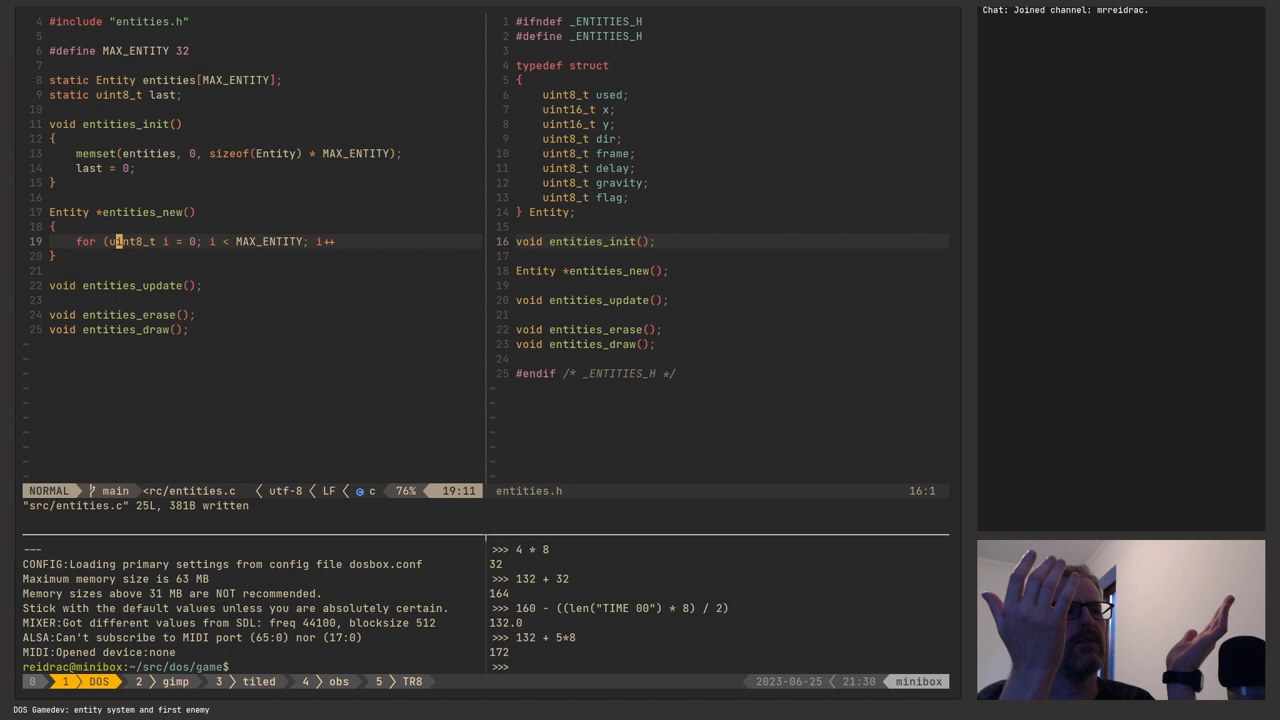 4 #include "entities.h"
5
6 #define MAX_ENTITY 32
7
8 static Entity entities[MAX_ENTITY];
9 static uint8_t last;
10
11 void entities_init()
12 {
13     memset(entities, 0, sizeof(Entity) * MAX_ENTITY);
14     last = 0;
15 }
16
17 Entity *entities_new()
18 {
19     for (uint8_t i = 0; i < MAX_ENTITY; i++
20 }
21
22 void entities_update();
23
24 void entities_erase();
25 void entities_draw();
~
~
~
~
~
~
~
~
~
~
NORMAL main <rc/entities.c utf-8 LF c 76% 19:11
"src/entities.c" 25L, 381B written
1 #ifndef _ENTITIES_H
2 #define _ENTITIES_H
3
4 typedef struct
5 {
6     uint8_t used;
7     uint16_t x;
8     uint16_t y;
9     uint8_t dir;
10     uint8_t frame;
11     uint8_t delay;
12     uint8_t gravity;
13     uint8_t flag;
14 } Entity;
15
16 void entities_init();
17
18 Entity *entities_new();
19
20 void entities_update();
21
22 void entities_erase();
23 void entities_draw();
24
25 #endif /* _ENTITIES_H */
~
~
~
~
~
~
~
entities.h 16:1
---
CONFIG:Loading primary settings from config file dosbox.conf
Maximum memory size is 63 MB
Memory sizes above 31 MB are NOT recommended.
Stick with the default values unless you are absolutely certain.
MIXER:Got different values from SDL: freq 44100, blocksize 512
ALSA:Can't subscribe to MIDI port (65:0) nor (17:0)
MIDI:Opened device:none
reidrac@minibox:~/src/dos/game$
>>> 4 * 8
32
>>> 132 + 32
164
>>> 160 - ((len("TIME 00") * 8) / 2)
132.0
>>> 132 + 5*8
172
>>>
0 1 DOS 2 gimp 3 tiled 4 obs 5 TR8 2023-06-25 21:30 minibox
Chat: Joined channel: mrreidrac.
DOS Gamedev: entity system and first enemy